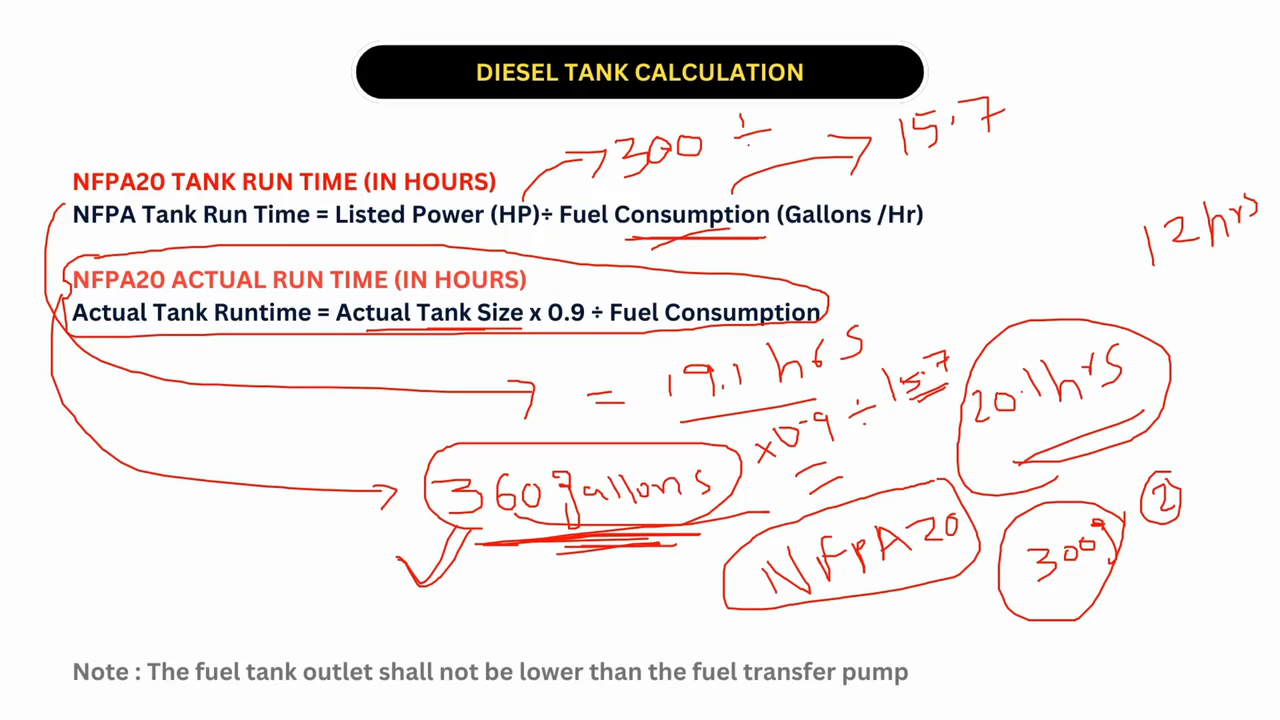 DIESEL TANK CALCULATION
300 ÷ 15.7
NFPA20 TANK RUN TIME (IN HOURS)
NFPA Tank Run Time = Listed Power (HP)÷ Fuel Consumption (Gallons /Hr)
12 hrs
NFPA20 ACTUAL RUN TIME (IN HOURS)
Actual Tank Runtime = Actual Tank Size x 0.9 ÷ Fuel Consumption
= 19.1 hrs
360 gallons x0.9 ÷ 15.7
= 20.1 hrs
NFPA20
300
2
Note : The fuel tank outlet shall not be lower than the fuel transfer pump